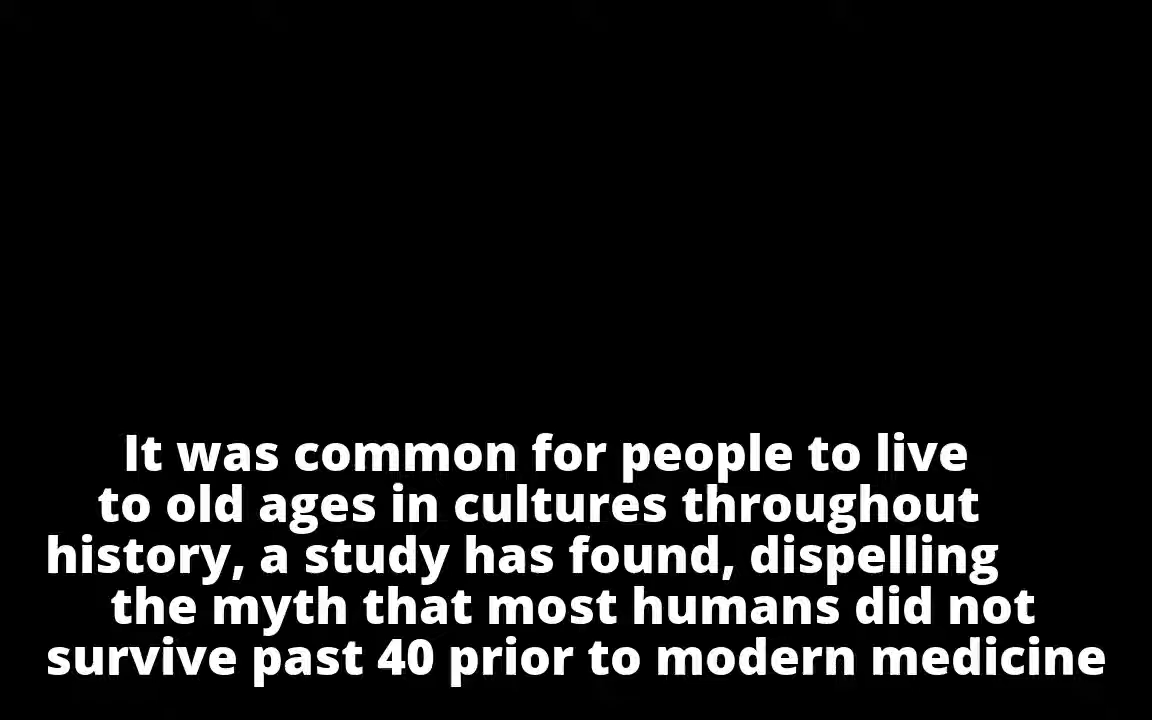 It was common for people to live
to old ages in cultures throughout
history, a study has found, dispelling
the myth that most humans did not
survive past 40 prior to modern medicine